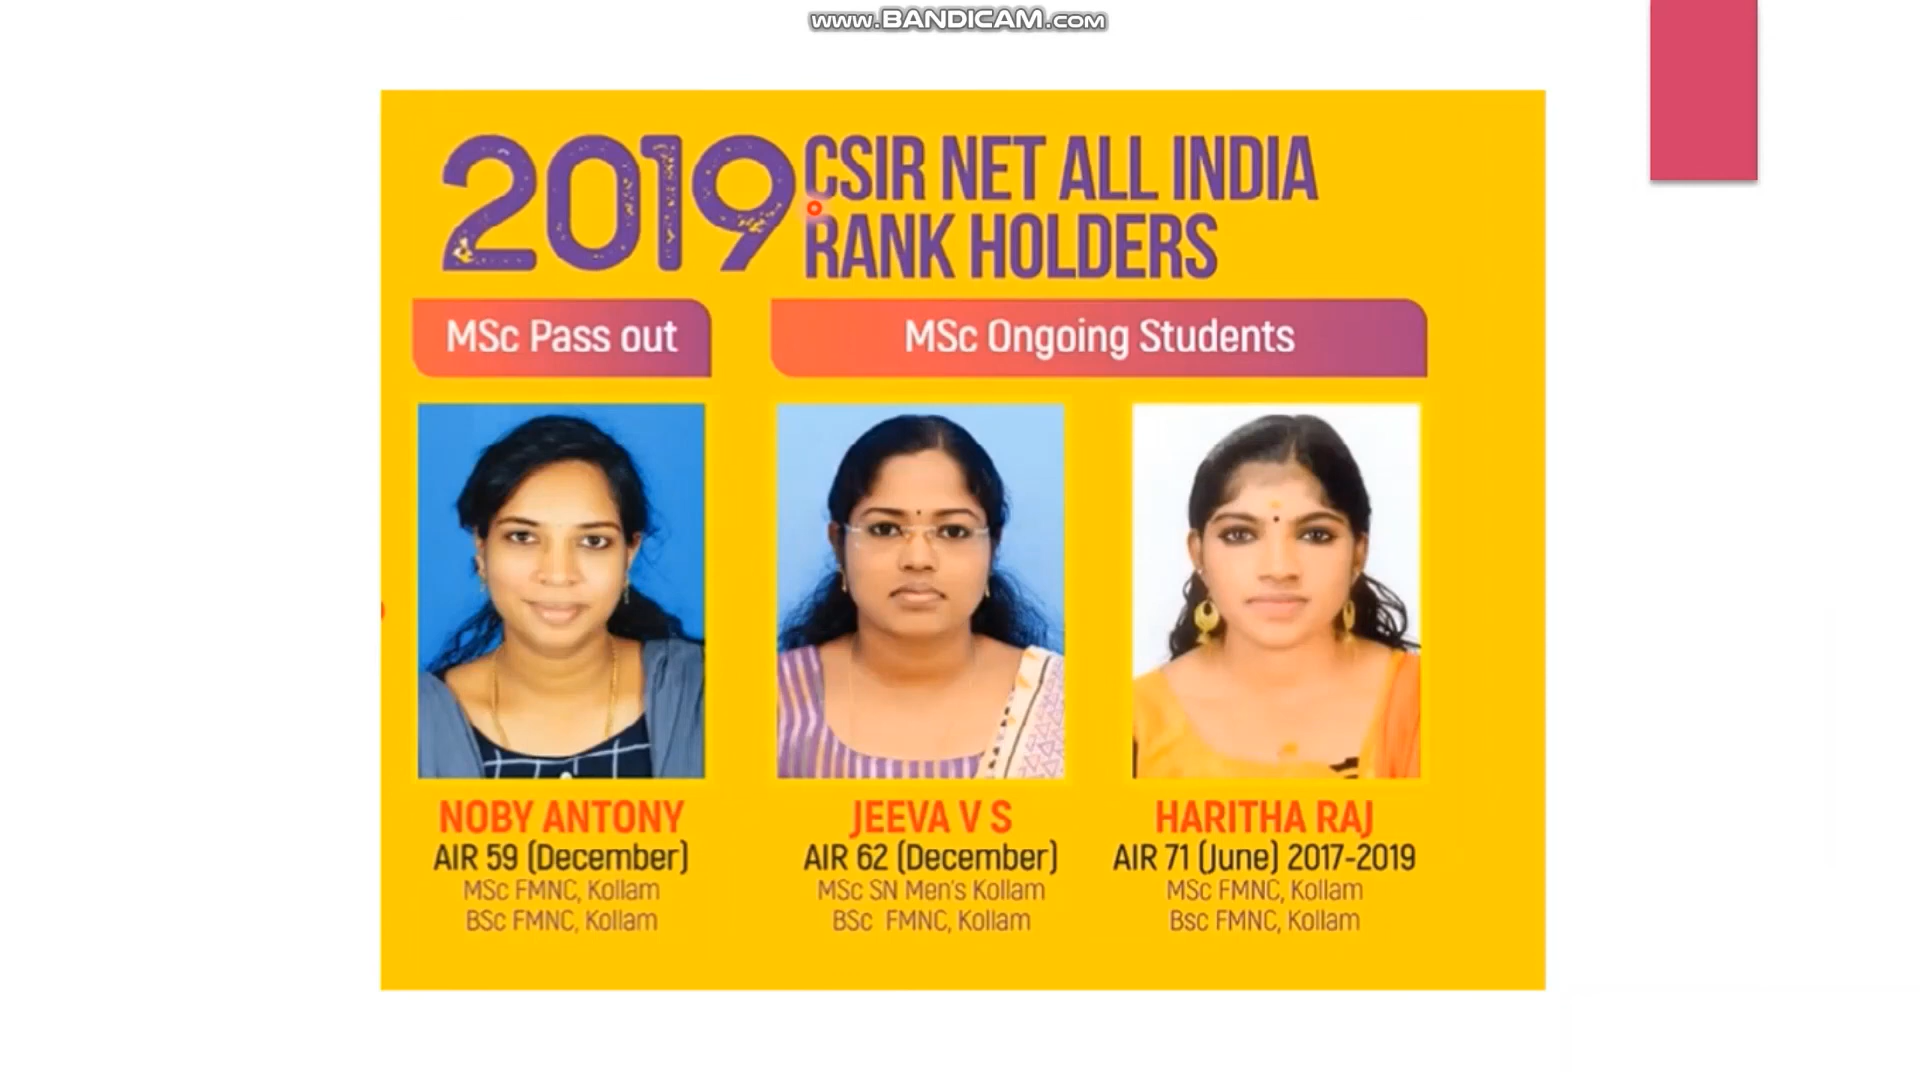 www.BANDICAM.com
2019 CSIR NET ALL INDIA
RANK HOLDERS
MSc Pass out
MSc Ongoing Students
NOBY ANTONY
AIR 59 (December)
MSc FMNC, Kollam
BSc FMNC, Kollam
JEEVA V S
AIR 62 (December)
MSc SN Men's Kollam
BSc FMNC, Kollam
HARITHA RAJ
AIR 71 (June) 2017-2019
MSc FMNC, Kollam
Bsc FMNC, Kollam